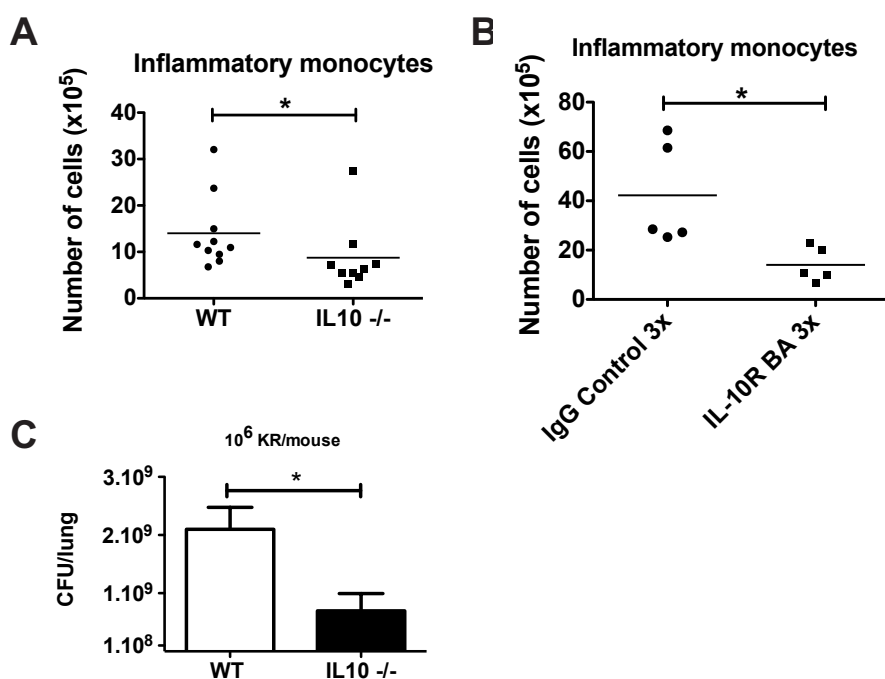 A
Inflammatory monocytes
*
Number of cells (x10⁵)
40
30
20
10
0
WT IL10 -/-
B
Inflammatory monocytes
*
Number of cells (x10⁵)
80
60
40
20
0
IgG Control 3x
IL-10R BA 3x
C
10⁶ KR/mouse
*
CFU/lung
3.10⁹
2.10⁹
1.10⁹
1.10⁸
WT IL10 -/-